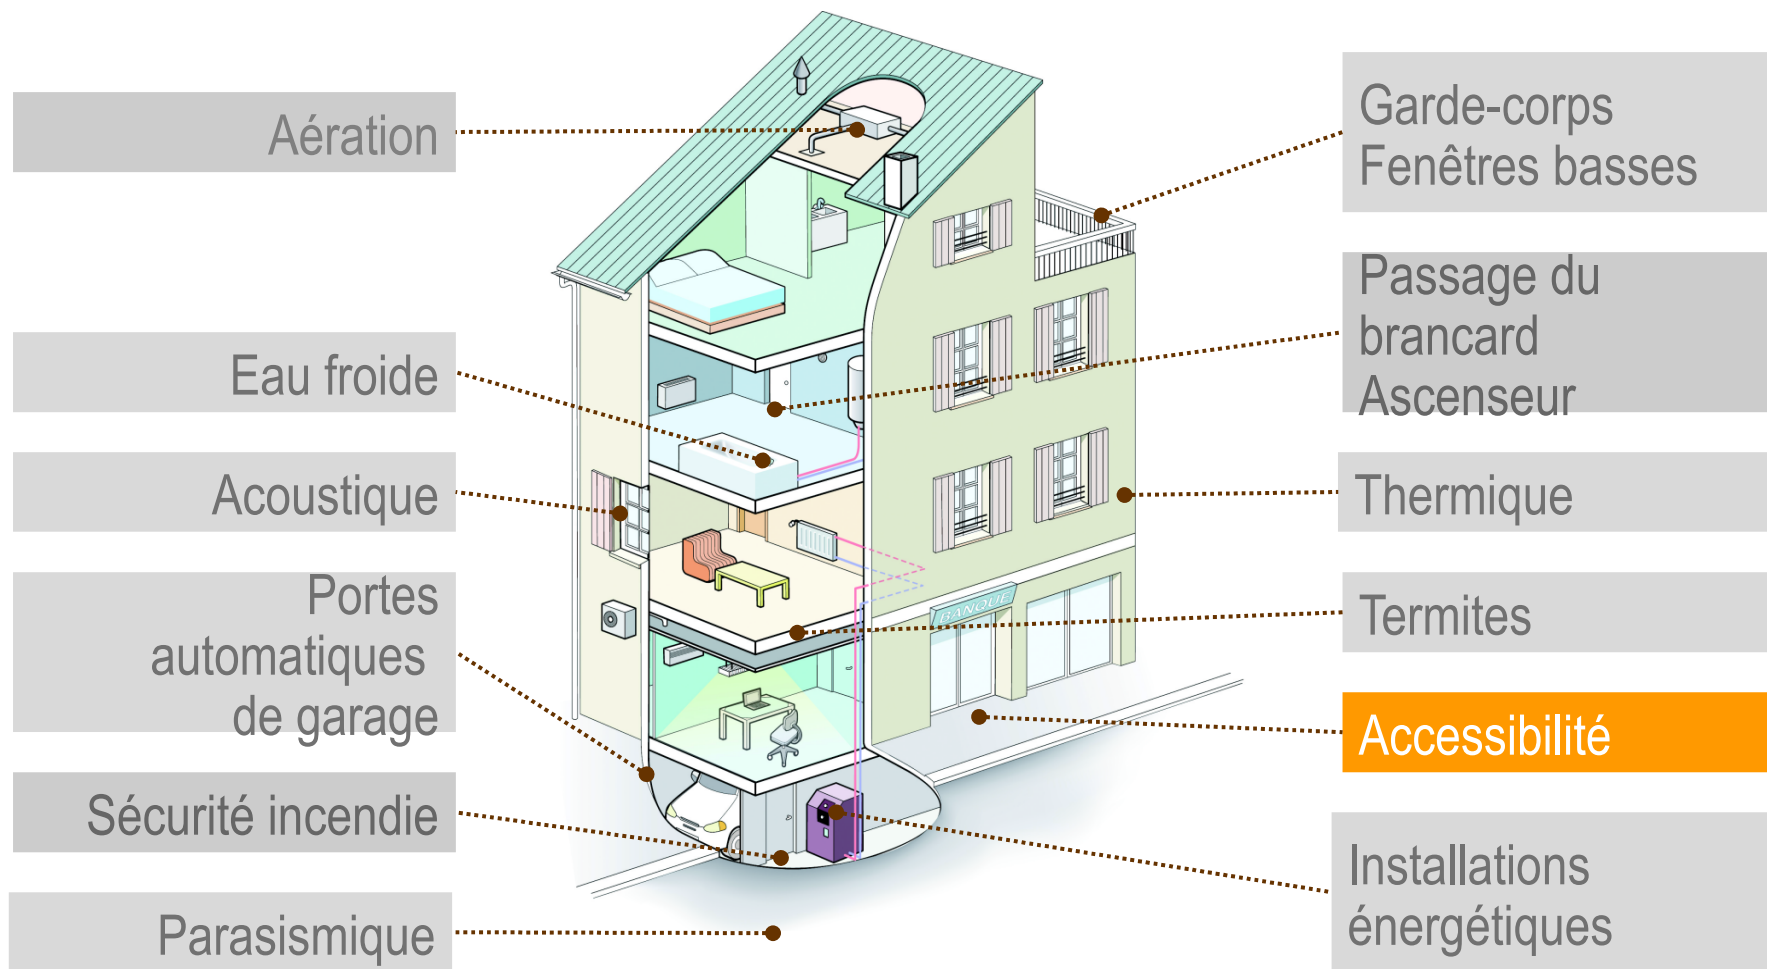 Aération
Eau froide
Acoustique
Portes
automatiques
de garage
Sécurité incendie
Parasismique
BANQUE
Garde-corps
Fenêtres basses
Passage du
brancard
Ascenseur
Thermique
Termites
Accessibilité
Installations
énergétiques